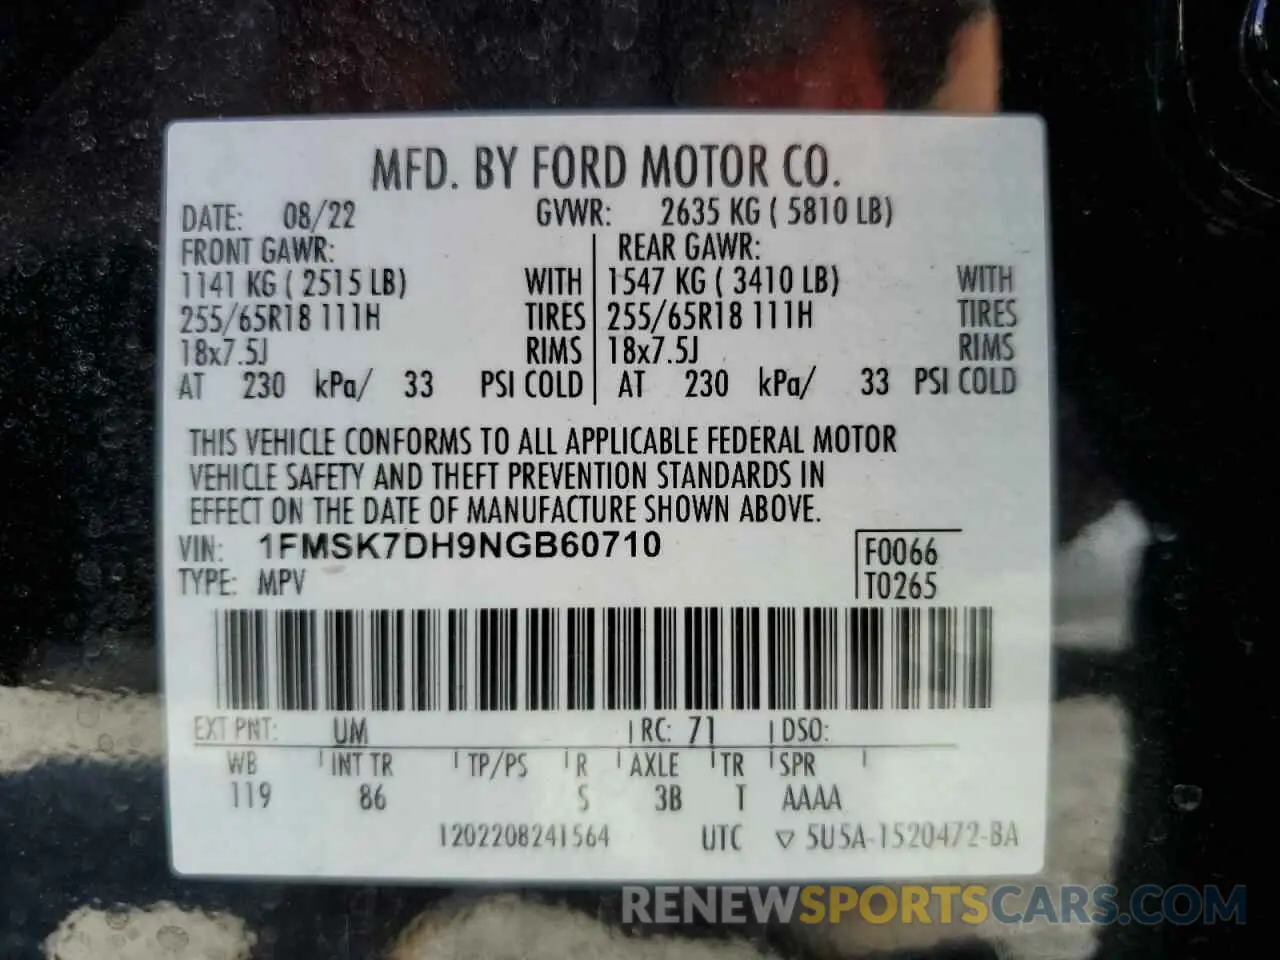 MFD. BY FORD MOTOR CO.
DATE: 08/22 GVWR: 2635 KG ( 5810 LB)
FRONT GAWR: REAR GAWR:
1141 KG ( 2515 LB) WITH 1547 KG ( 3410 LB) WITH
255/65R18 111H TIRES 255/65R18 111H TIRES
18x7.5J RIMS 18x7.5J RIMS
AT 230 kPa/ 33 PSI COLD AT 230 kPa/ 33 PSI COLD
THIS VEHICLE CONFORMS TO ALL APPLICABLE FEDERAL MOTOR
VEHICLE SAFETY AND THEFT PREVENTION STANDARDS IN
EFFECT ON THE DATE OF MANUFACTURE SHOWN ABOVE.
VIN: 1FMSK7DH9NGB60710 F0066
TYPE: MPV T0265
EXT PNT: UM RC: 71 DSO:
WB INT TR TP/PS R AXLE TR SPR
119 86 S 3B T AAAA
1202208241564 UTC ▽ 5U5A-1520472-BA
RENEWSPORTSCARS.COM